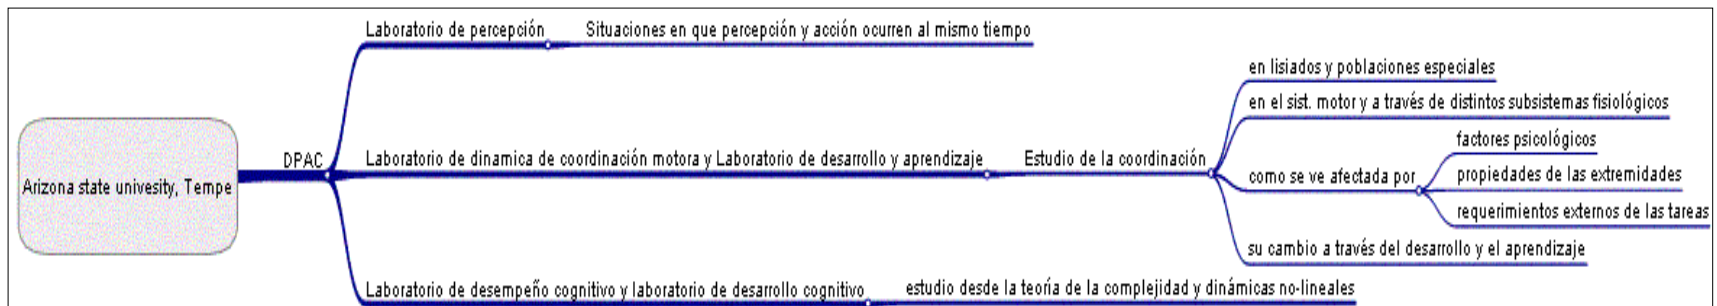 Arizona state univesity, Tempe
DPAC
Laboratorio de percepción
Situaciones en que percepción y acción ocurren al mismo tiempo
Laboratorio de dinamica de coordinación motora y Laboratorio de desarrollo y aprendizaje
Estudio de la coordinación
en lisiados y poblaciones especiales
en el sist. motor y a través de distintos subsistemas fisiológicos
como se ve afectada por
factores psicológicos
propiedades de las extremidades
requerimientos externos de las tareas
su cambio a través del desarrollo y el aprendizaje
Laboratorio de desempeño cognitivo y laboratorio de desarrollo cognitivo
estudio desde la teoría de la complejidad y dinámicas no-lineales